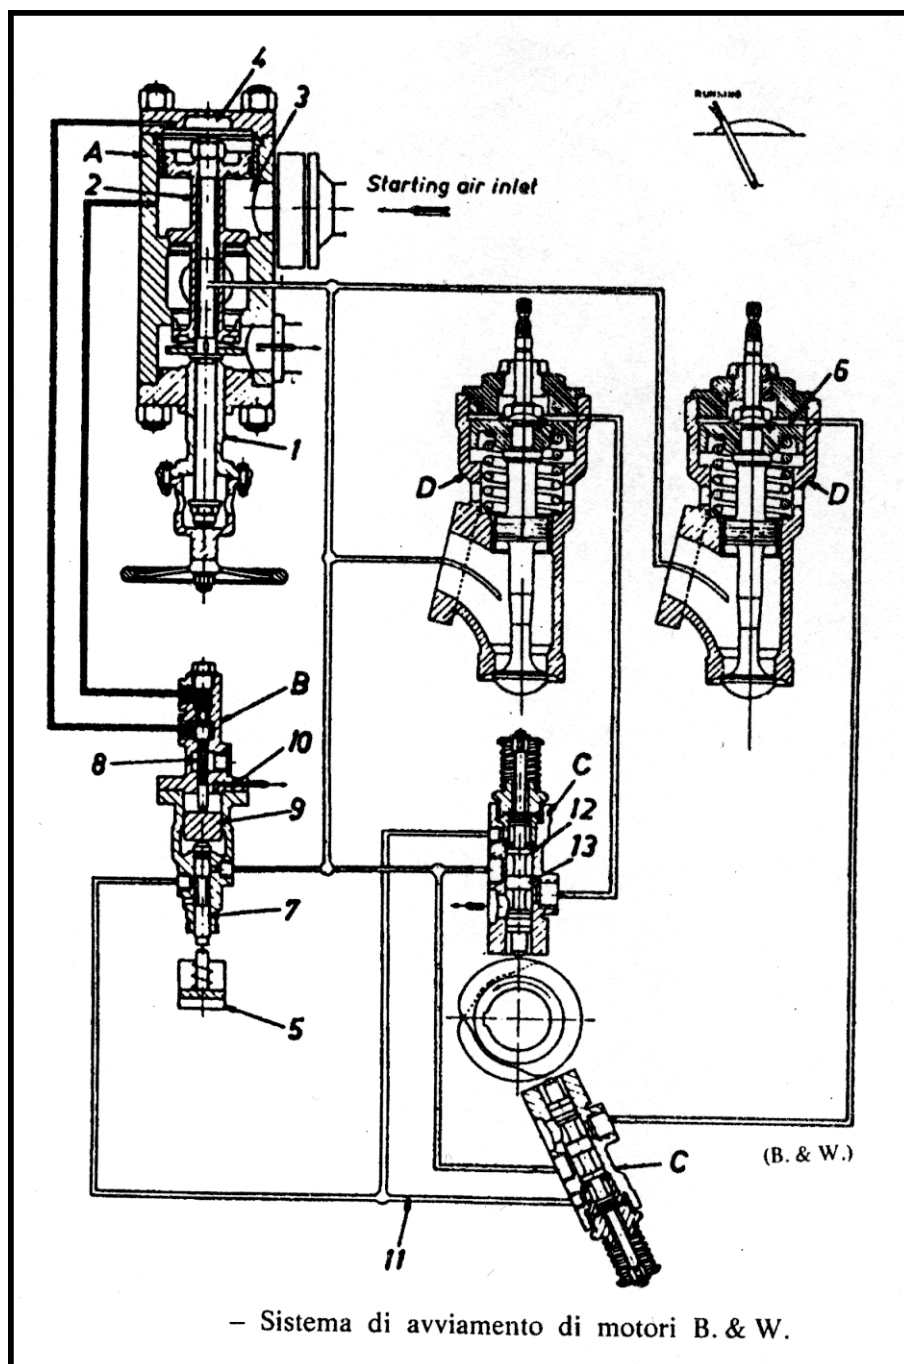 4
3
RUNNING
A
2
Starting air inlet
6
1
D
D
B
8
10
C
12
9
13
7
5
(B. & W.)
C
11
– Sistema di avviamento di motori B. & W.